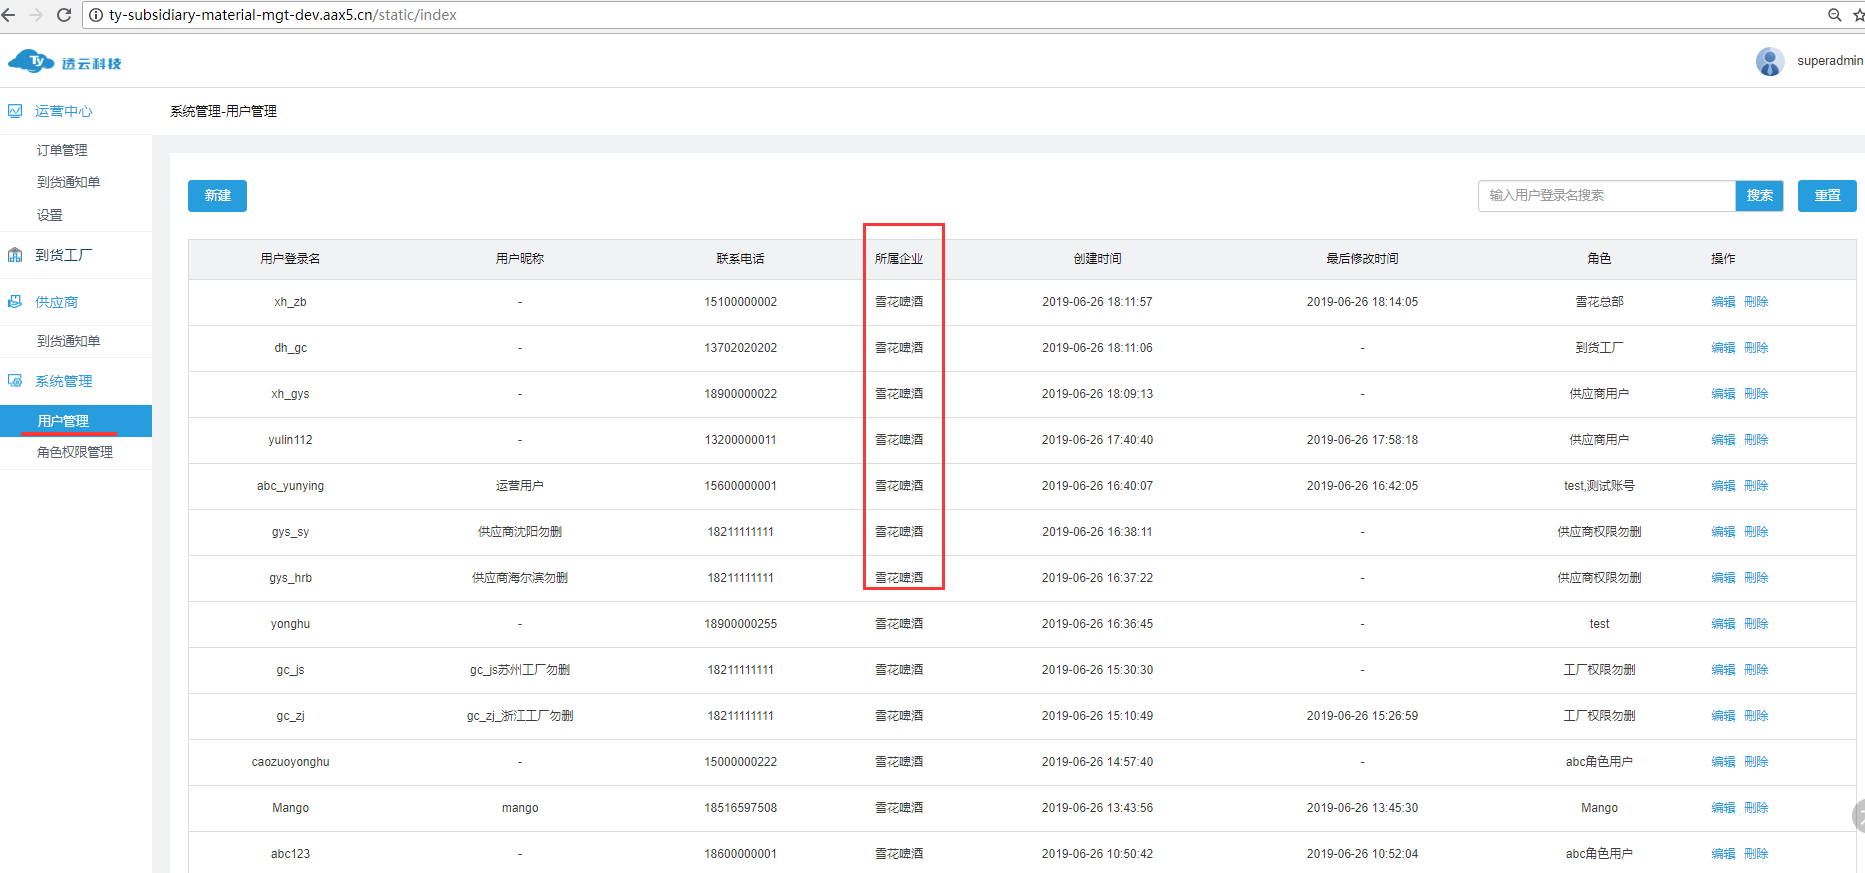 ty-subsidiary-material-mgt-dev.aax5.cn/static/index
Ty 透云科技
superadmin
运营中心
系统管理-用户管理
订单管理
到货通知单
设置
到货工厂
供应商
到货通知单
系统管理
用户管理
角色权限管理
新建
输入用户登录名搜索 搜索 重置
用户登录名 用户昵称 联系电话 所属企业 创建时间 最后修改时间 角色 操作
xh_zb - 15100000002 雪花啤酒 2019-06-26 18:11:57 2019-06-26 18:14:05 雪花总部 编辑 删除
dh_gc - 13702020202 雪花啤酒 2019-06-26 18:11:06 - 到货工厂 编辑 删除
xh_gys - 18900000022 雪花啤酒 2019-06-26 18:09:13 - 供应商用户 编辑 删除
yulin112 - 13200000011 雪花啤酒 2019-06-26 17:40:40 2019-06-26 17:58:18 供应商用户 编辑 删除
abc_yunying 运营用户 15600000001 雪花啤酒 2019-06-26 16:40:07 2019-06-26 16:42:05 test,测试账号 编辑 删除
gys_sy 供应商沈阳勿删 18211111111 雪花啤酒 2019-06-26 16:38:11 - 供应商权限勿删 编辑 删除
gys_hrb 供应商海尔滨勿删 18211111111 雪花啤酒 2019-06-26 16:37:22 - 供应商权限勿删 编辑 删除
yonghu - 18900000255 雪花啤酒 2019-06-26 16:36:45 - test 编辑 删除
gc_js gc_js苏州工厂勿删 18211111111 雪花啤酒 2019-06-26 15:30:30 - 工厂权限勿删 编辑 删除
gc_zj gc_zj_浙江工厂勿删 18211111111 雪花啤酒 2019-06-26 15:10:49 2019-06-26 15:26:59 工厂权限勿删 编辑 删除
caozuoyonghu - 15000000222 雪花啤酒 2019-06-26 14:57:40 - abc角色用户 编辑 删除
Mango mango 18516597508 雪花啤酒 2019-06-26 13:43:56 2019-06-26 13:45:30 Mango 编辑 删除
abc123 - 18600000001 雪花啤酒 2019-06-26 10:50:42 2019-06-26 10:52:04 abc角色用户 编辑 删除